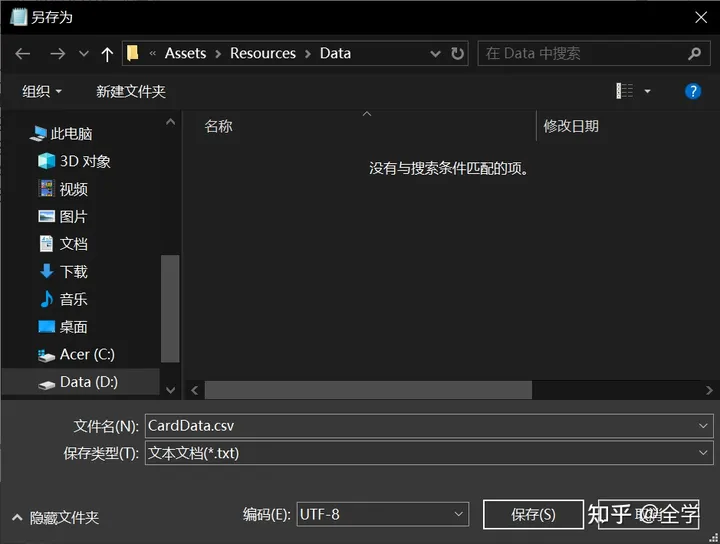 另存为
« Assets › Resources › Data
在 Data 中搜索
组织
新建文件夹
?
名称
修改日期
没有与搜索条件匹配的项。
此电脑
3D 对象
视频
图片
文档
下载
音乐
桌面
Acer (C:)
Data (D:)
文件名(N):
CardData.csv
保存类型(T):
文本文档(*.txt)
隐藏文件夹
编码(E):
UTF-8
保存(S)
取消
知乎 @全学